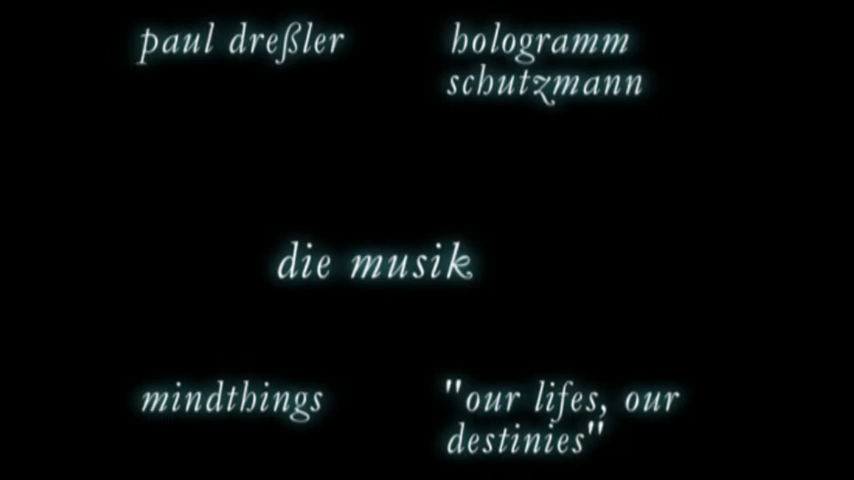 paul dreßler hologramm
schutzmann
die musik
mindthings "our lifes, our
destinies"